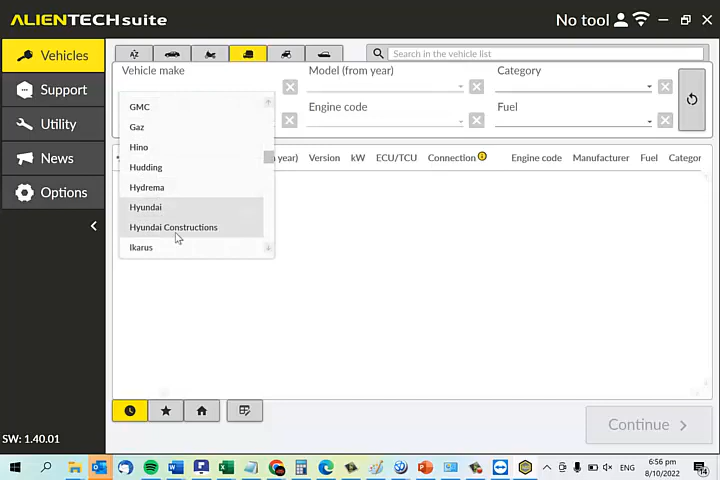 ALIENTECHsuite
No tool
Vehicles
Support
Utility
News
Options
SW: 1.40.01
AZ
Search in the vehicle list
Vehicle make
Model (from year)
Category
Engine code
Fuel
GMC
Gaz
Hino
Hudding
Hydrema
Hyundai
Hyundai Constructions
Ikarus
year) Version kW ECU/TCU Connection Engine code Manufacturer Fuel Categor
Continue
ENG
6:56 pm
8/10/2022
14